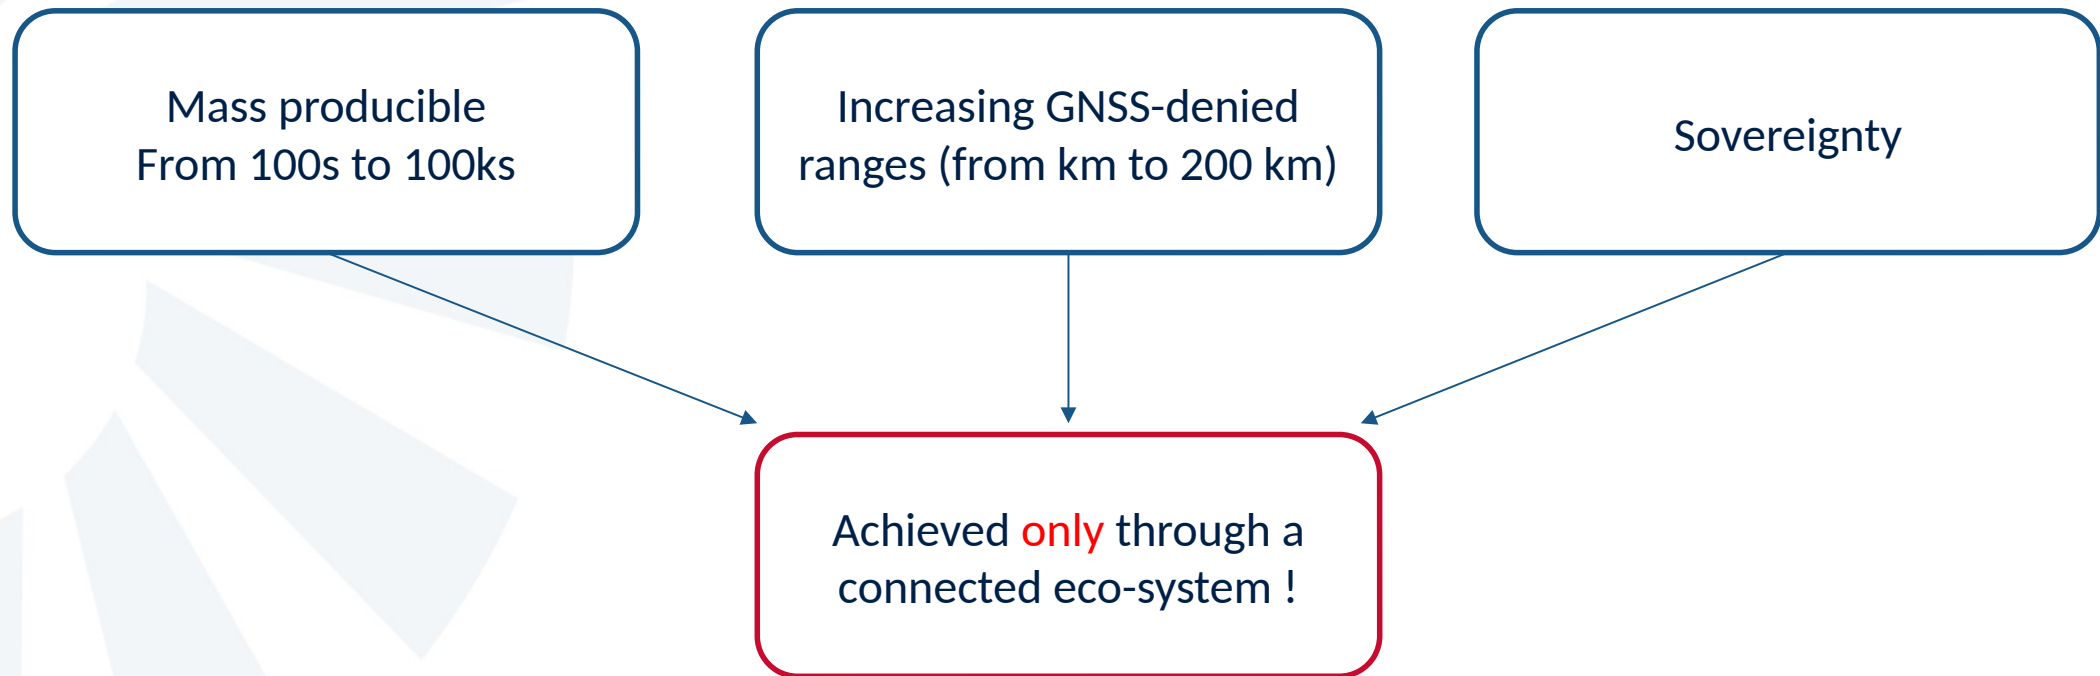 Mass producible
From 100s to 100ks
Increasing GNSS-denied
ranges (from km to 200 km)
Sovereignty
Achieved only through a
connected eco-system !